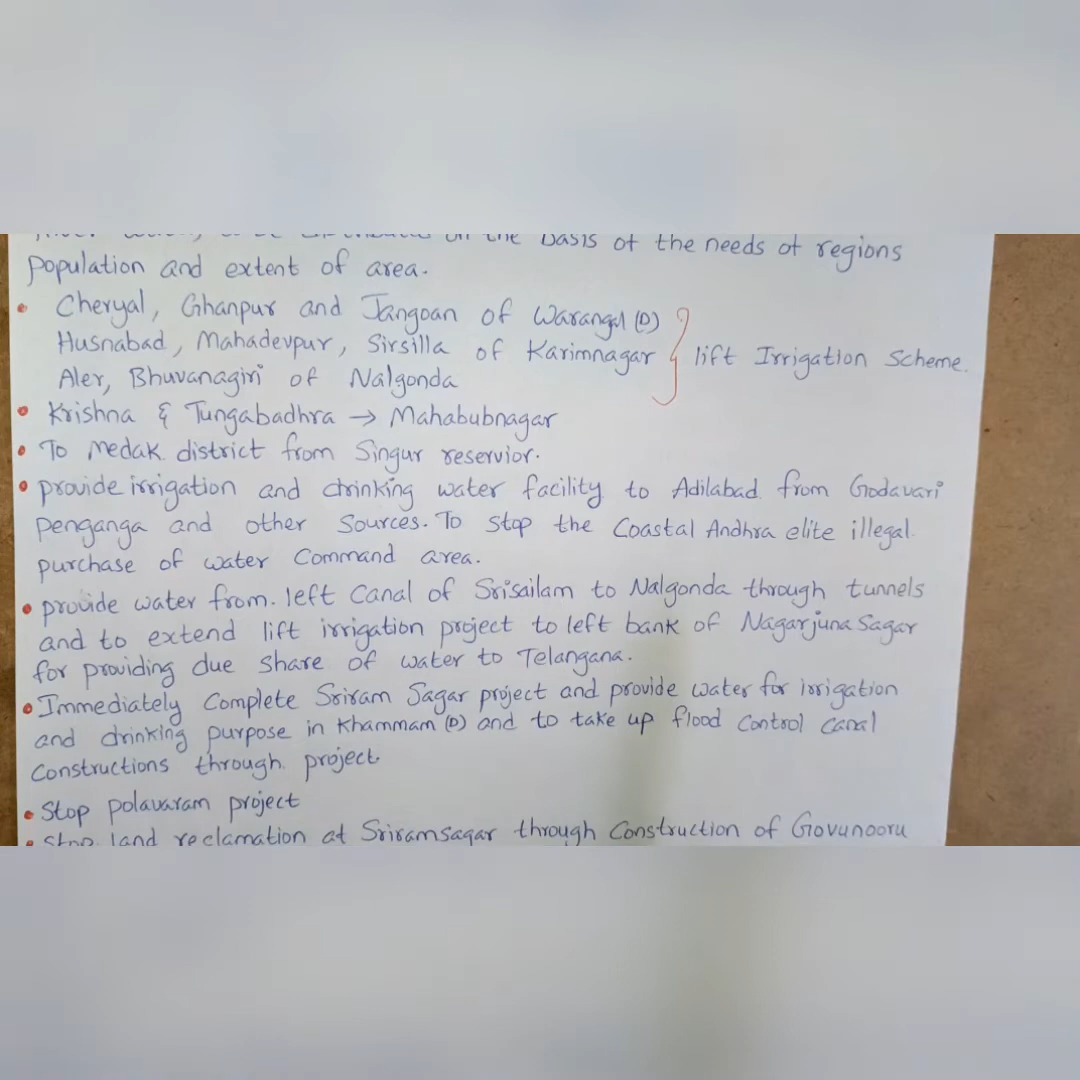 on the basis of the needs of regions
population and extent of area.
• Cheryal, Ghanpur and Jangoan of Warangal (D)
Husnabad, Mahadevpur, Sirsilla of Karimnagar } lift Irrigation Scheme.
Aler, Bhuvanagiri of Nalgonda
• Krishna & Tungabadhra → Mahabubnagar
• To Medak district from Singur reservior.
• provide irrigation and drinking water facility to Adilabad from Godavari
penganga and other sources. To stop the Coastal Andhra elite illegal
purchase of water Command area.
• provide water from left Canal of Srisailam to Nalgonda through tunnels
and to extend lift irrigation project to left bank of Nagarjuna Sagar
for providing due share of water to Telangana.
• Immediately Complete Sriram Sagar project and provide water for irrigation
and drinking purpose in Khammam (D) and to take up flood Control Canal
Constructions through project.
• Stop polavaram project
• Stop land reclamation at Sriramsagar through Construction of Govunooru